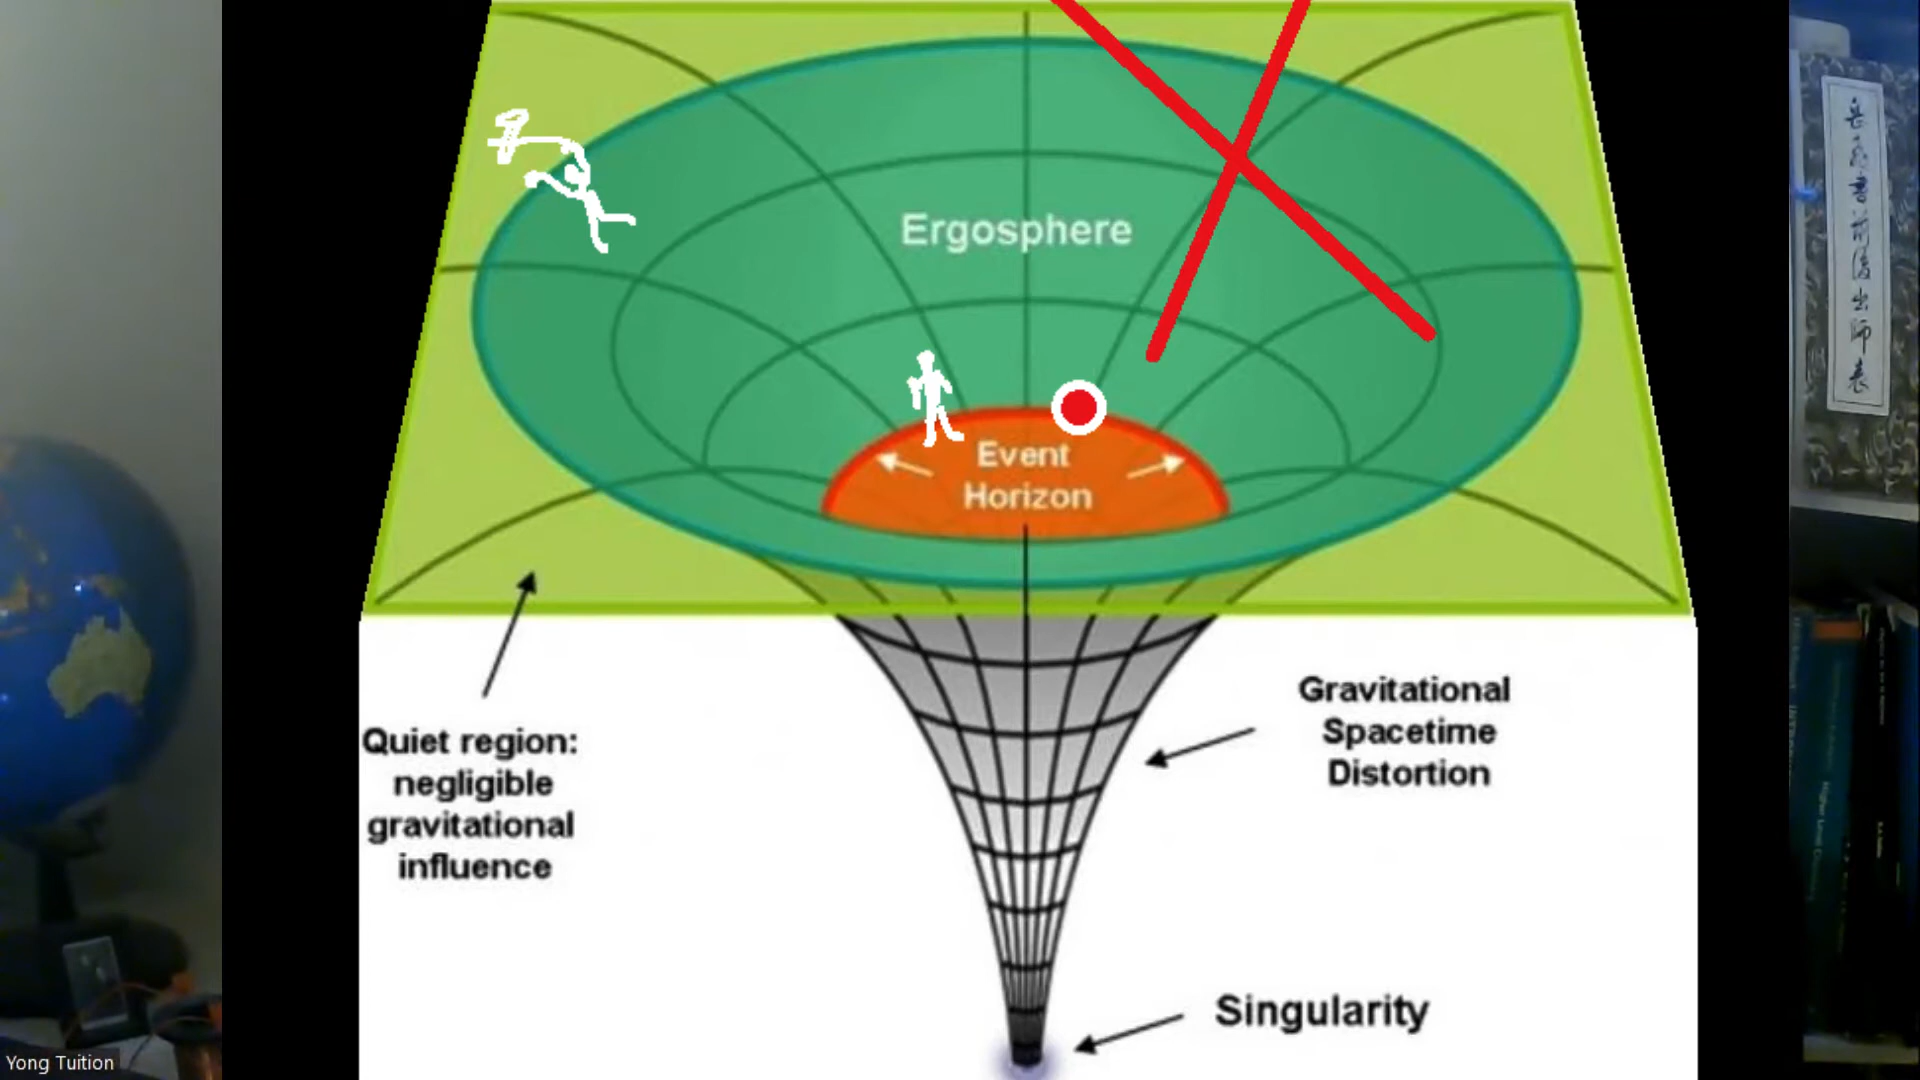 Ergosphere
Event
Horizon
Quiet region:
negligible
gravitational
influence
Gravitational
Spacetime
Distortion
Singularity
Yong Tuition